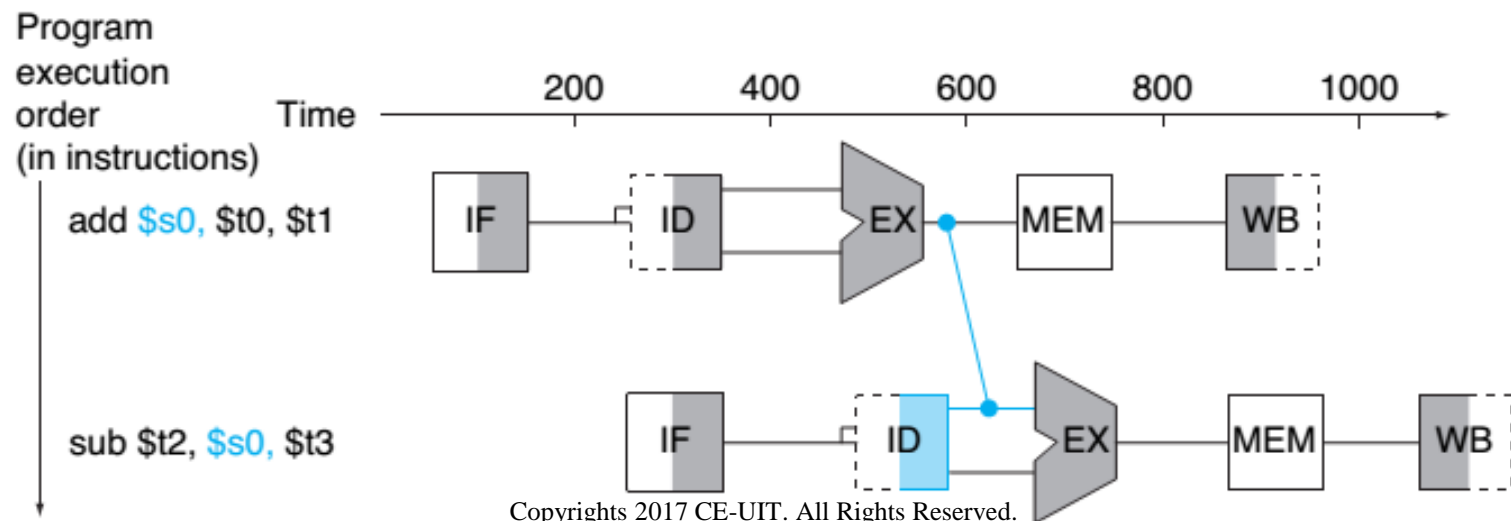 Program
execution
order
(in instructions)
Time
200 400 600 800 1000
add $s0, $t0, $t1
IF ID EX MEM WB
sub $t2, $s0, $t3
IF ID EX MEM WB
Copyrights 2017 CE-UIT. All Rights Reserved.